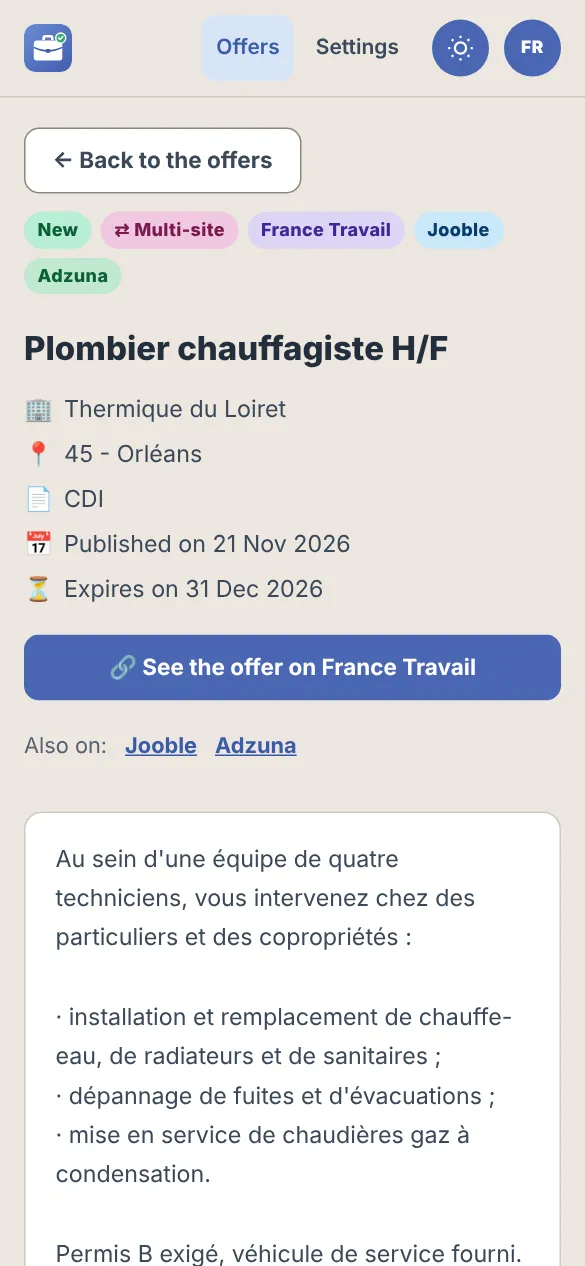 Offers Settings FR
← Back to the offers
New ⇄ Multi-site France Travail Jooble
Adzuna
Plombier chauffagiste H/F
🏢 Thermique du Loiret
📍 45 - Orléans
📄 CDI
📅 Published on 21 Nov 2026
⏳ Expires on 31 Dec 2026
🔗 See the offer on France Travail
Also on: Jooble Adzuna
Au sein d'une équipe de quatre
techniciens, vous intervenez chez des
particuliers et des copropriétés :
· installation et remplacement de chauffe-
eau, de radiateurs et de sanitaires ;
· dépannage de fuites et d'évacuations ;
· mise en service de chaudières gaz à
condensation.
Permis B exigé, véhicule de service fourni.